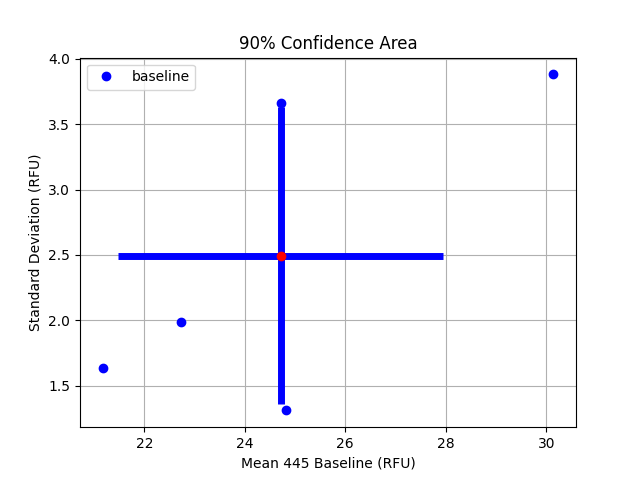 90% Confidence Area
baseline
4.0
3.5
3.0
2.5
2.0
1.5
Standard Deviation (RFU)
22 24 26 28 30
Mean 445 Baseline (RFU)